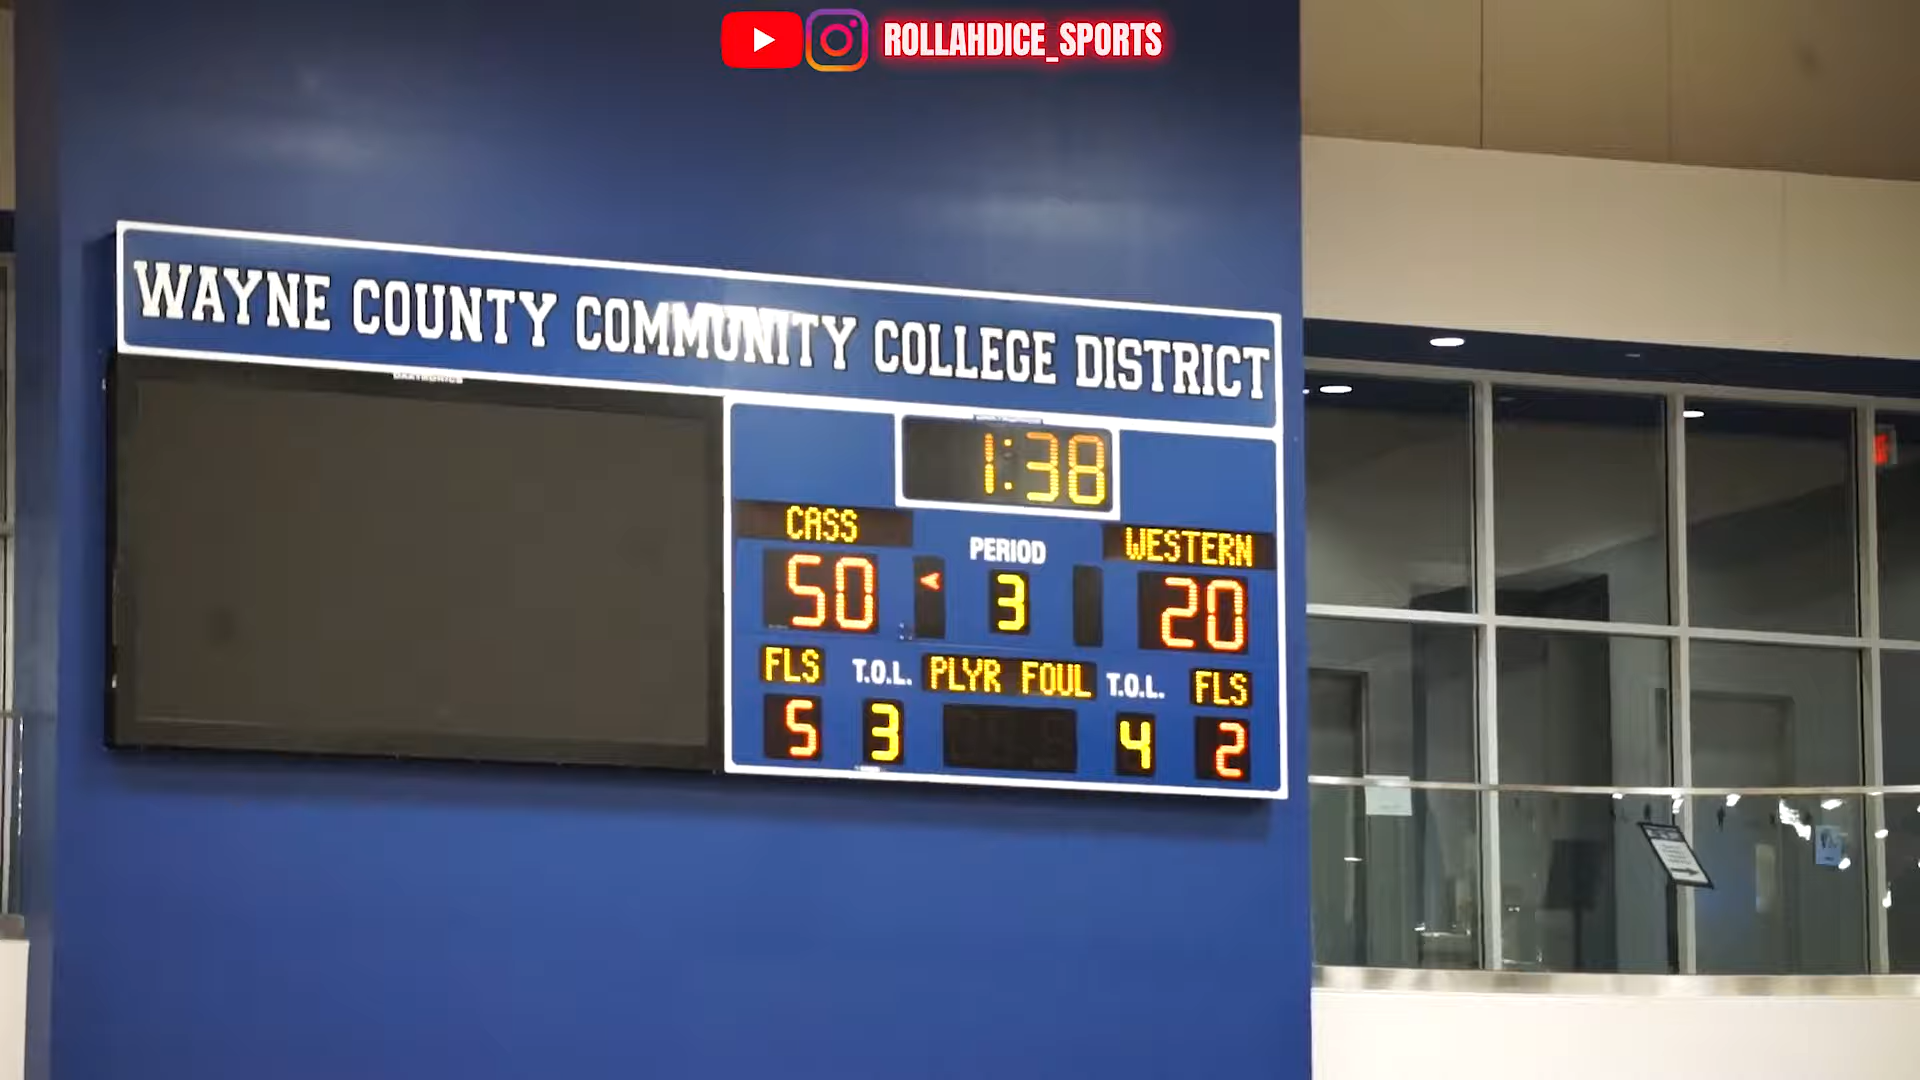 ROLLAHDICE_SPORTS
WAYNE COUNTY COMMUNITY COLLEGE DISTRICT
DAKTRONICS
1:38
CASS PERIOD WESTERN
50 3 20
FLS T.O.L. PLYR FOUL T.O.L. FLS
5 3 4 2